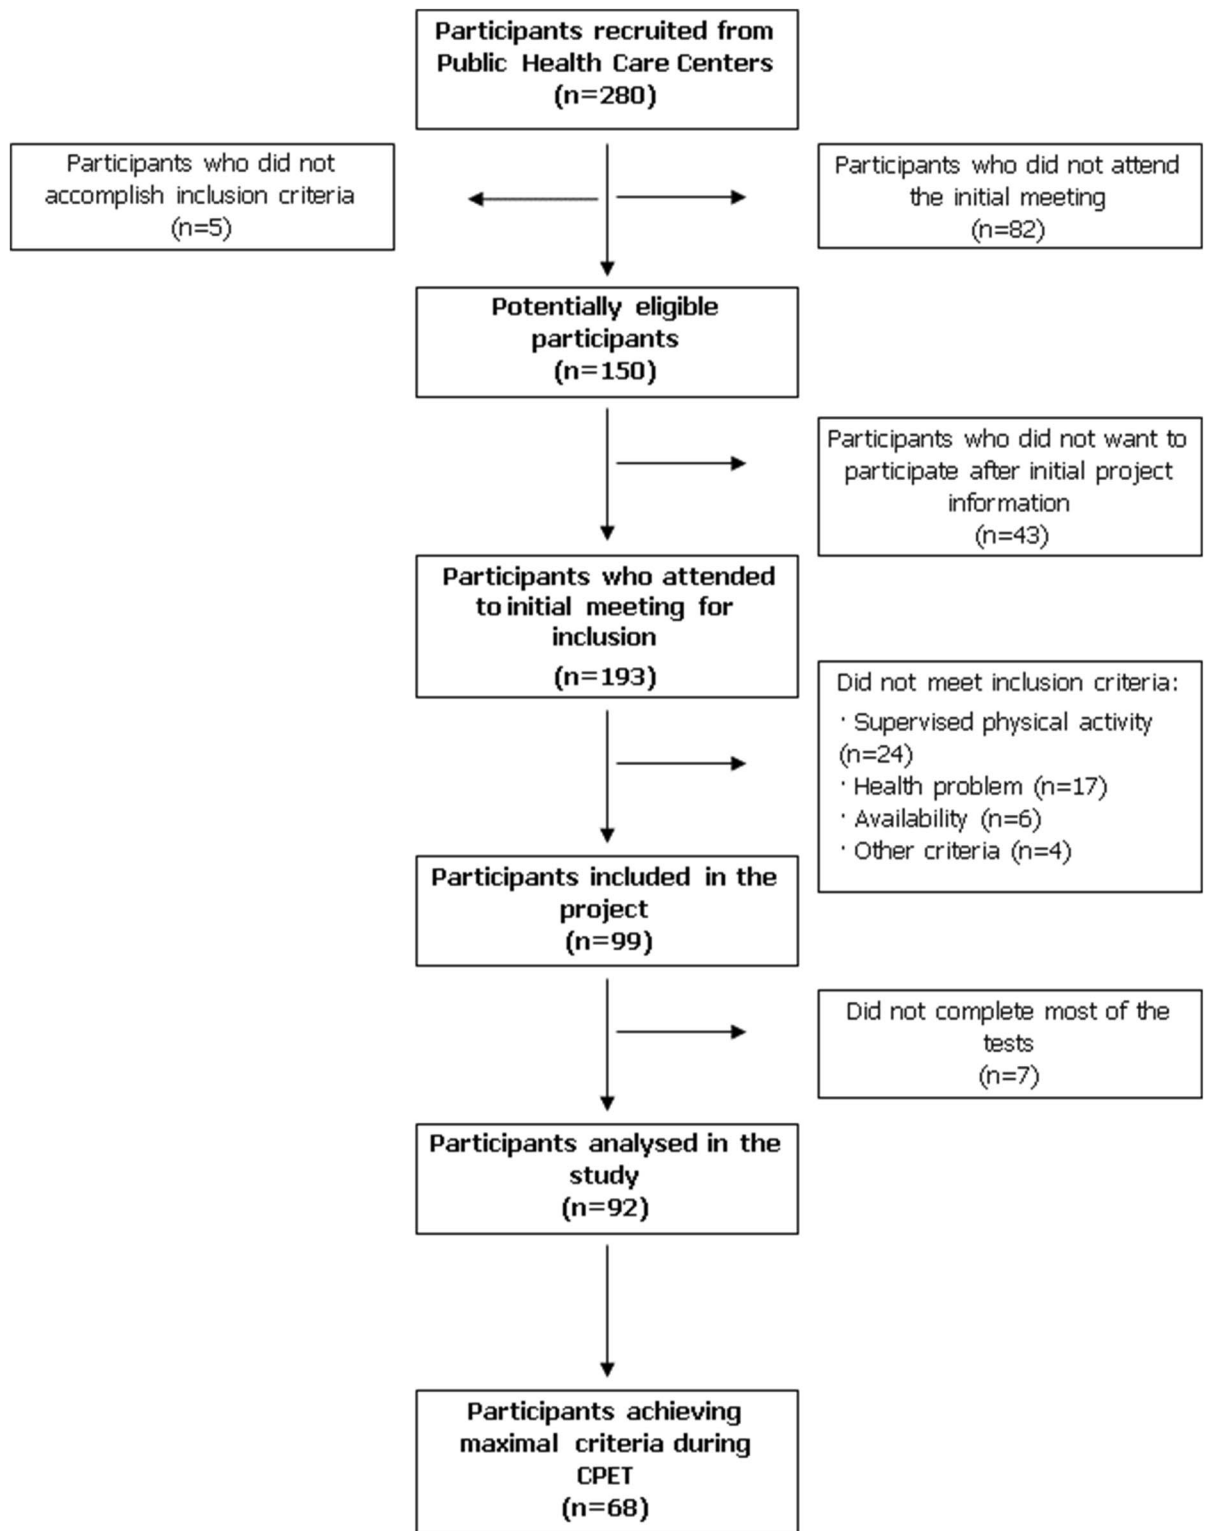 Participants recruited from
Public Health Care Centers
(n=280)
Participants who did not
accomplish inclusion criteria
(n=5)
Participants who did not attend
the initial meeting
(n=82)
Potentially eligible
participants
(n=150)
Participants who did not want to
participate after initial project
information
(n=43)
Participants who attended
to initial meeting for
inclusion
(n=193)
Did not meet inclusion criteria:
· Supervised physical activity
(n=24)
· Health problem (n=17)
· Availability (n=6)
· Other criteria (n=4)
Participants included in the
project
(n=99)
Did not complete most of the
tests
(n=7)
Participants analysed in the
study
(n=92)
Participants achieving
maximal criteria during
CPET
(n=68)